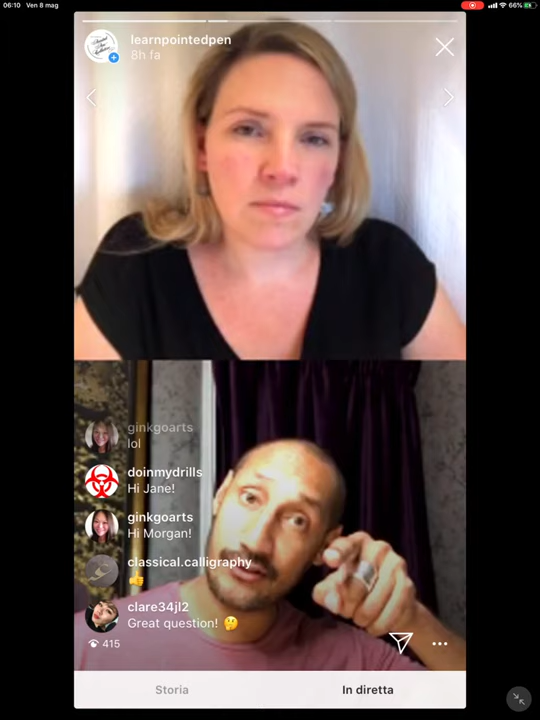 06:10 Ven 8 mag
66%
learnpointedpen
8h fa
ginkgoarts
lol
doinmydrills
Hi Jane!
ginkgoarts
Hi Morgan!
classical.calligraphy
👍
clare34jl2
Great question! 🤔
415
Storia
In diretta